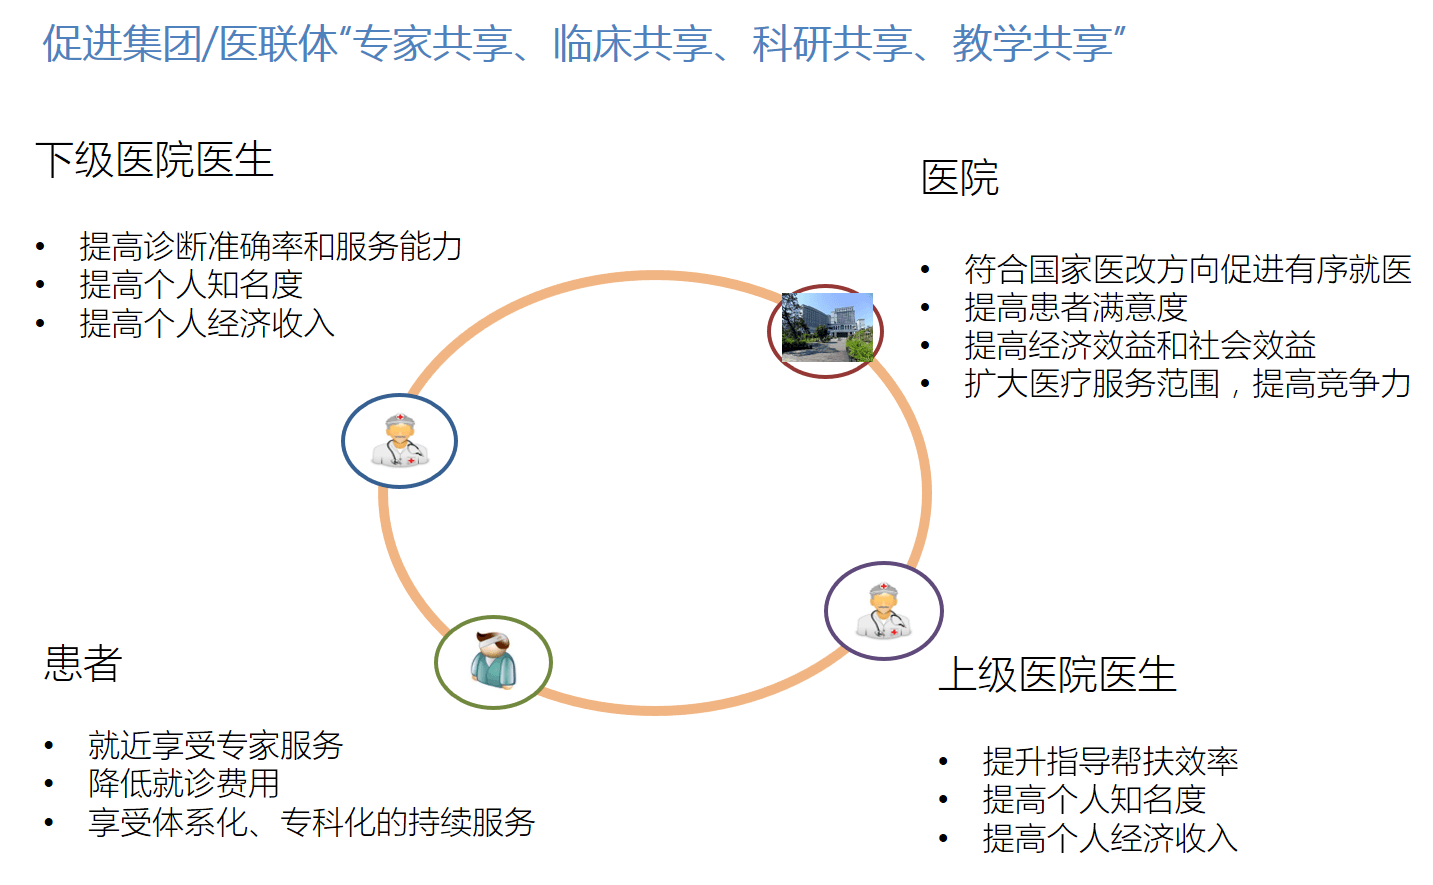 促进集团/医联体“专家共享、临床共享、科研共享、教学共享”
下级医院医生
• 提高诊断准确率和服务能力
• 提高个人知名度
• 提高个人经济收入
医院
• 符合国家医改方向促进有序就医
• 提高患者满意度
• 提高经济效益和社会效益
• 扩大医疗服务范围，提高竞争力
患者
• 就近享受专家服务
• 降低就诊费用
• 享受体系化、专科化的持续服务
上级医院医生
• 提升指导帮扶效率
• 提高个人知名度
• 提高个人经济收入